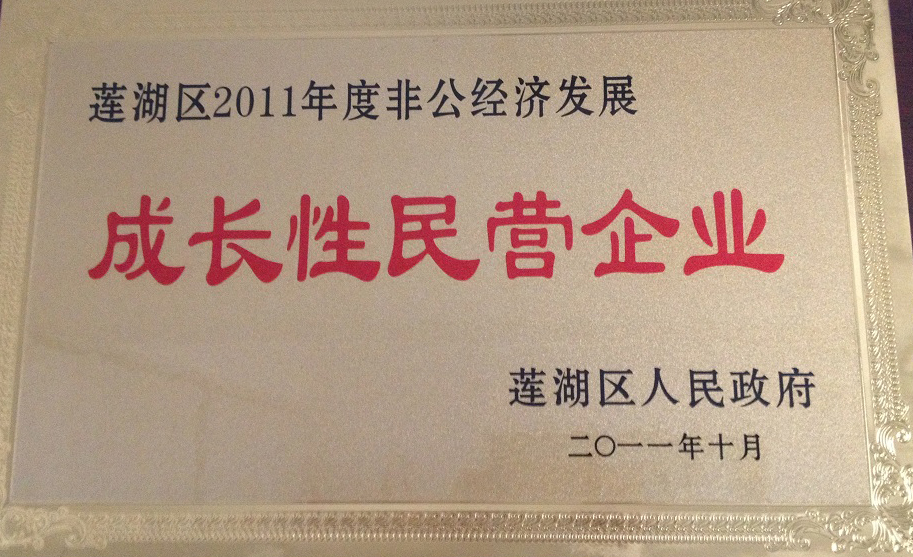 莲湖区2011年度非公经济发展
成长性民营企业
莲湖区人民政府
二〇一一年十月